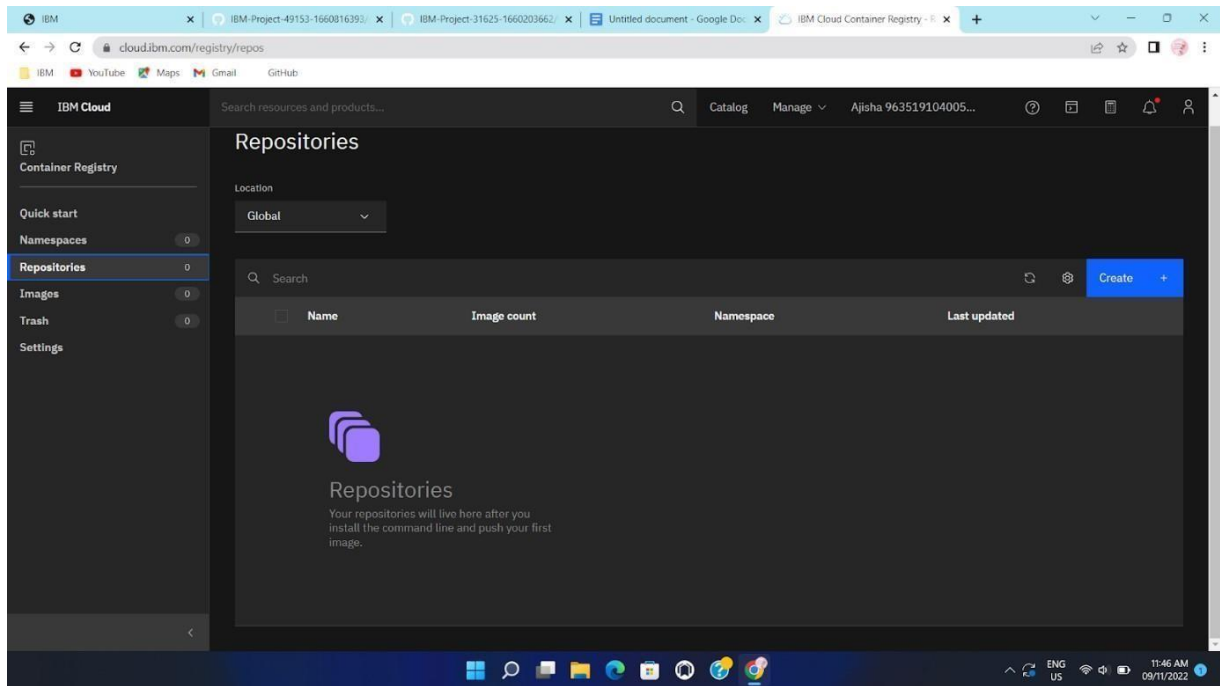 IBM
IBM-Project-49153-1660816393/
IBM-Project-31625-1660203662/
Untitled document - Google Doc
IBM Cloud Container Registry - R
cloud.ibm.com/registry/repos
IBM YouTube Maps Gmail GitHub
IBM Cloud Search resources and products... Catalog Manage Ajisha 963519104005...
Container Registry
Quick start
Namespaces 0
Repositories 0
Images 0
Trash 0
Settings
Repositories
Location
Global
Search Create +
Name Image count Namespace Last updated
Repositories
Your repositories will live here after you
install the command line and push your first
image.
ENG 11:46 AM
US 09/11/2022 1